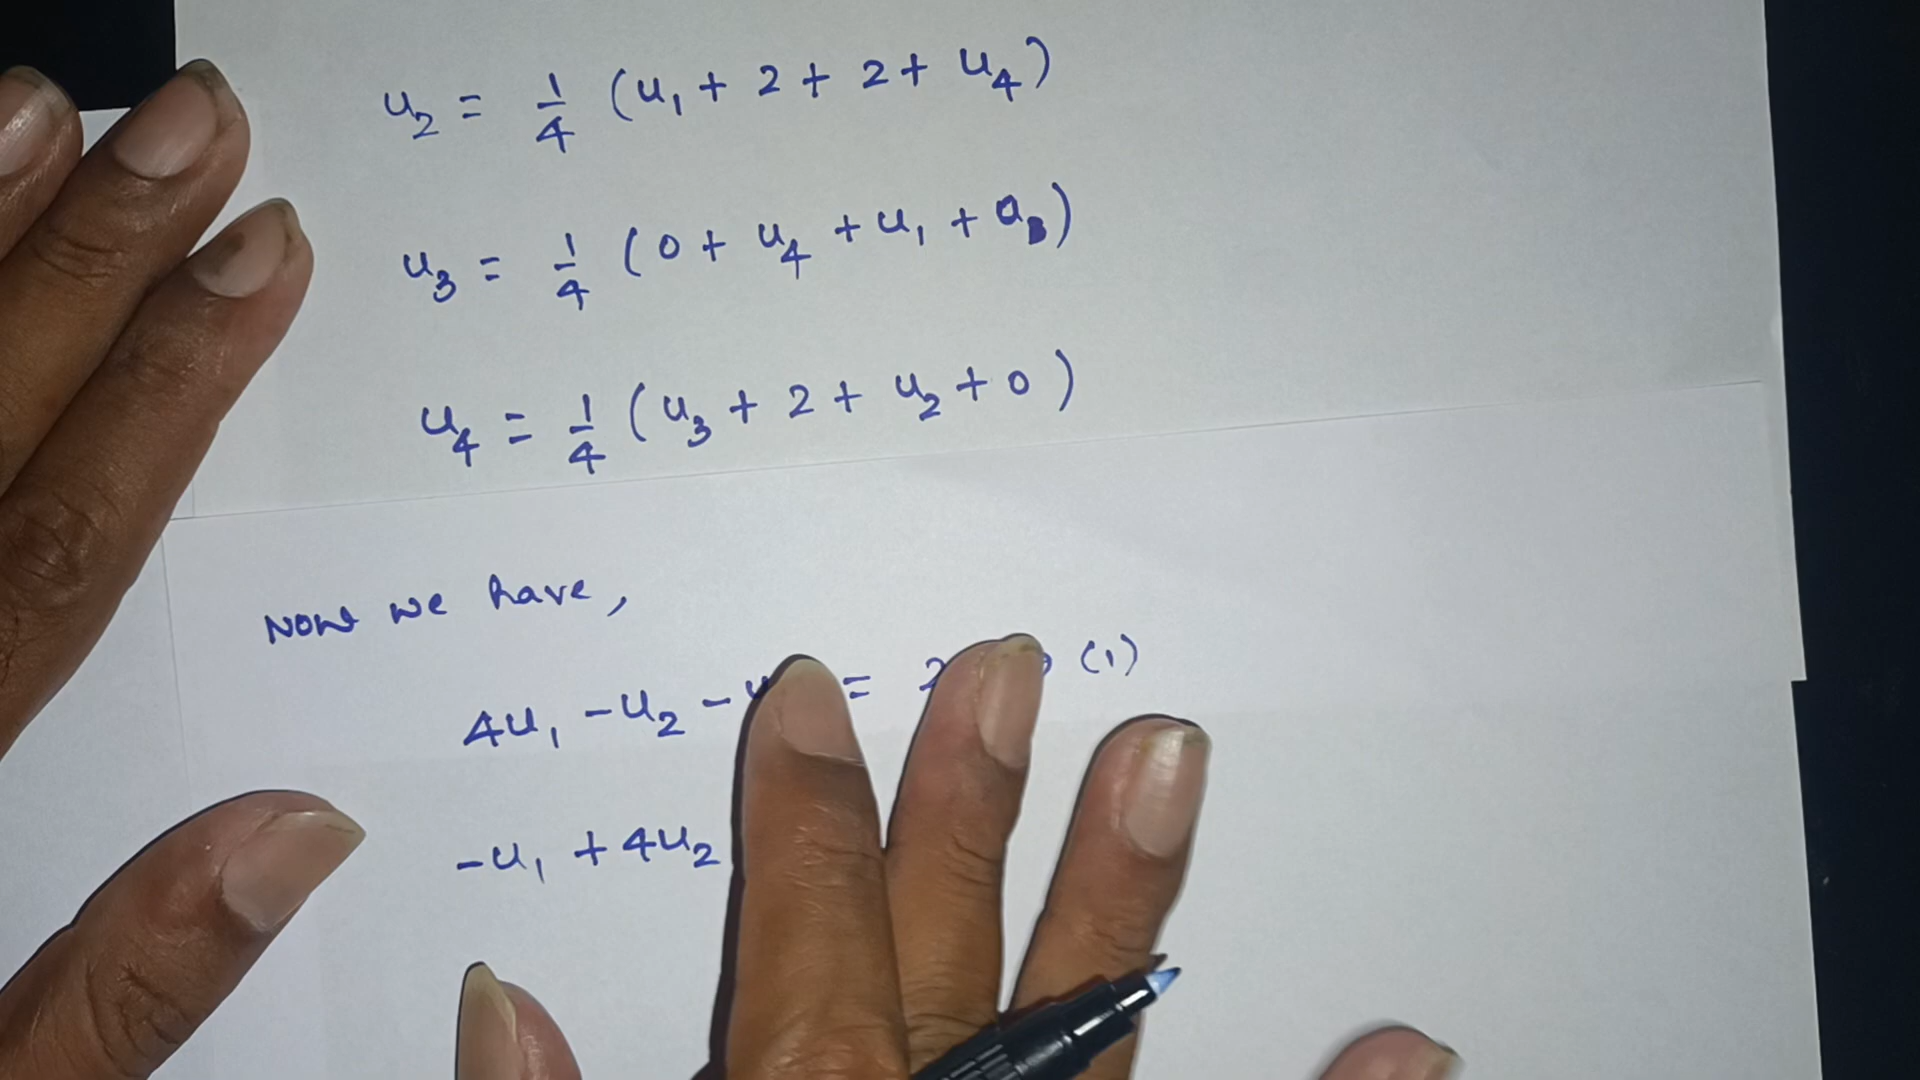 u₂ = 1/4 (u₁ + 2 + 2 + u₄)
u₃ = 1/4 (0 + u₄ + u₁ +
u₄ = 1/4 (u₃ + 2 + u₂ + 0)
Now we have,
4u₁ - u₂ - u = 2 (1)
-u₁ + 4u₂